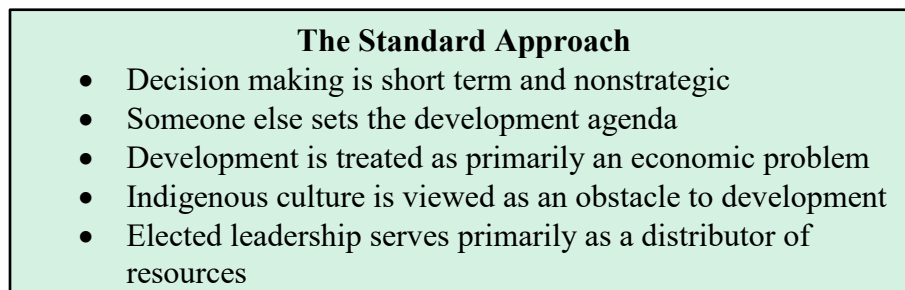 The Standard Approach
• Decision making is short term and nonstrategic
• Someone else sets the development agenda
• Development is treated as primarily an economic problem
• Indigenous culture is viewed as an obstacle to development
• Elected leadership serves primarily as a distributor of
resources